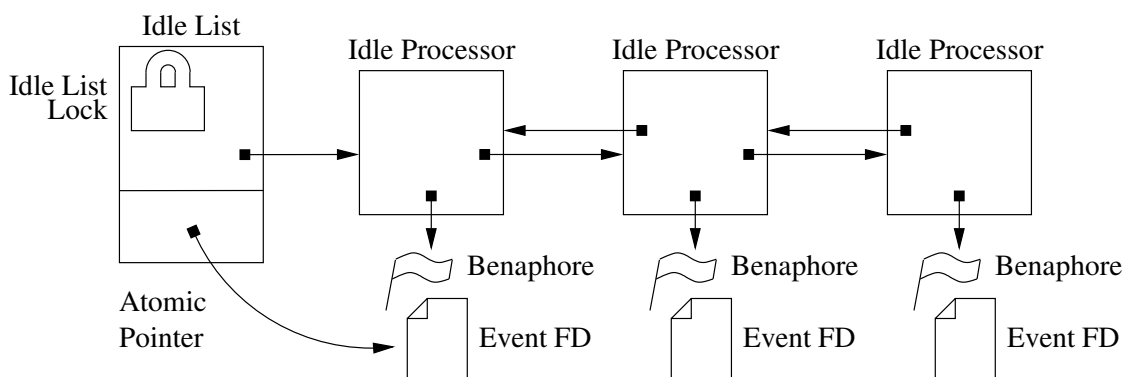 Idle List
Idle List
Lock
Atomic
Pointer
Idle Processor
Idle Processor
Idle Processor
Benaphore
Benaphore
Benaphore
Event FD
Event FD
Event FD